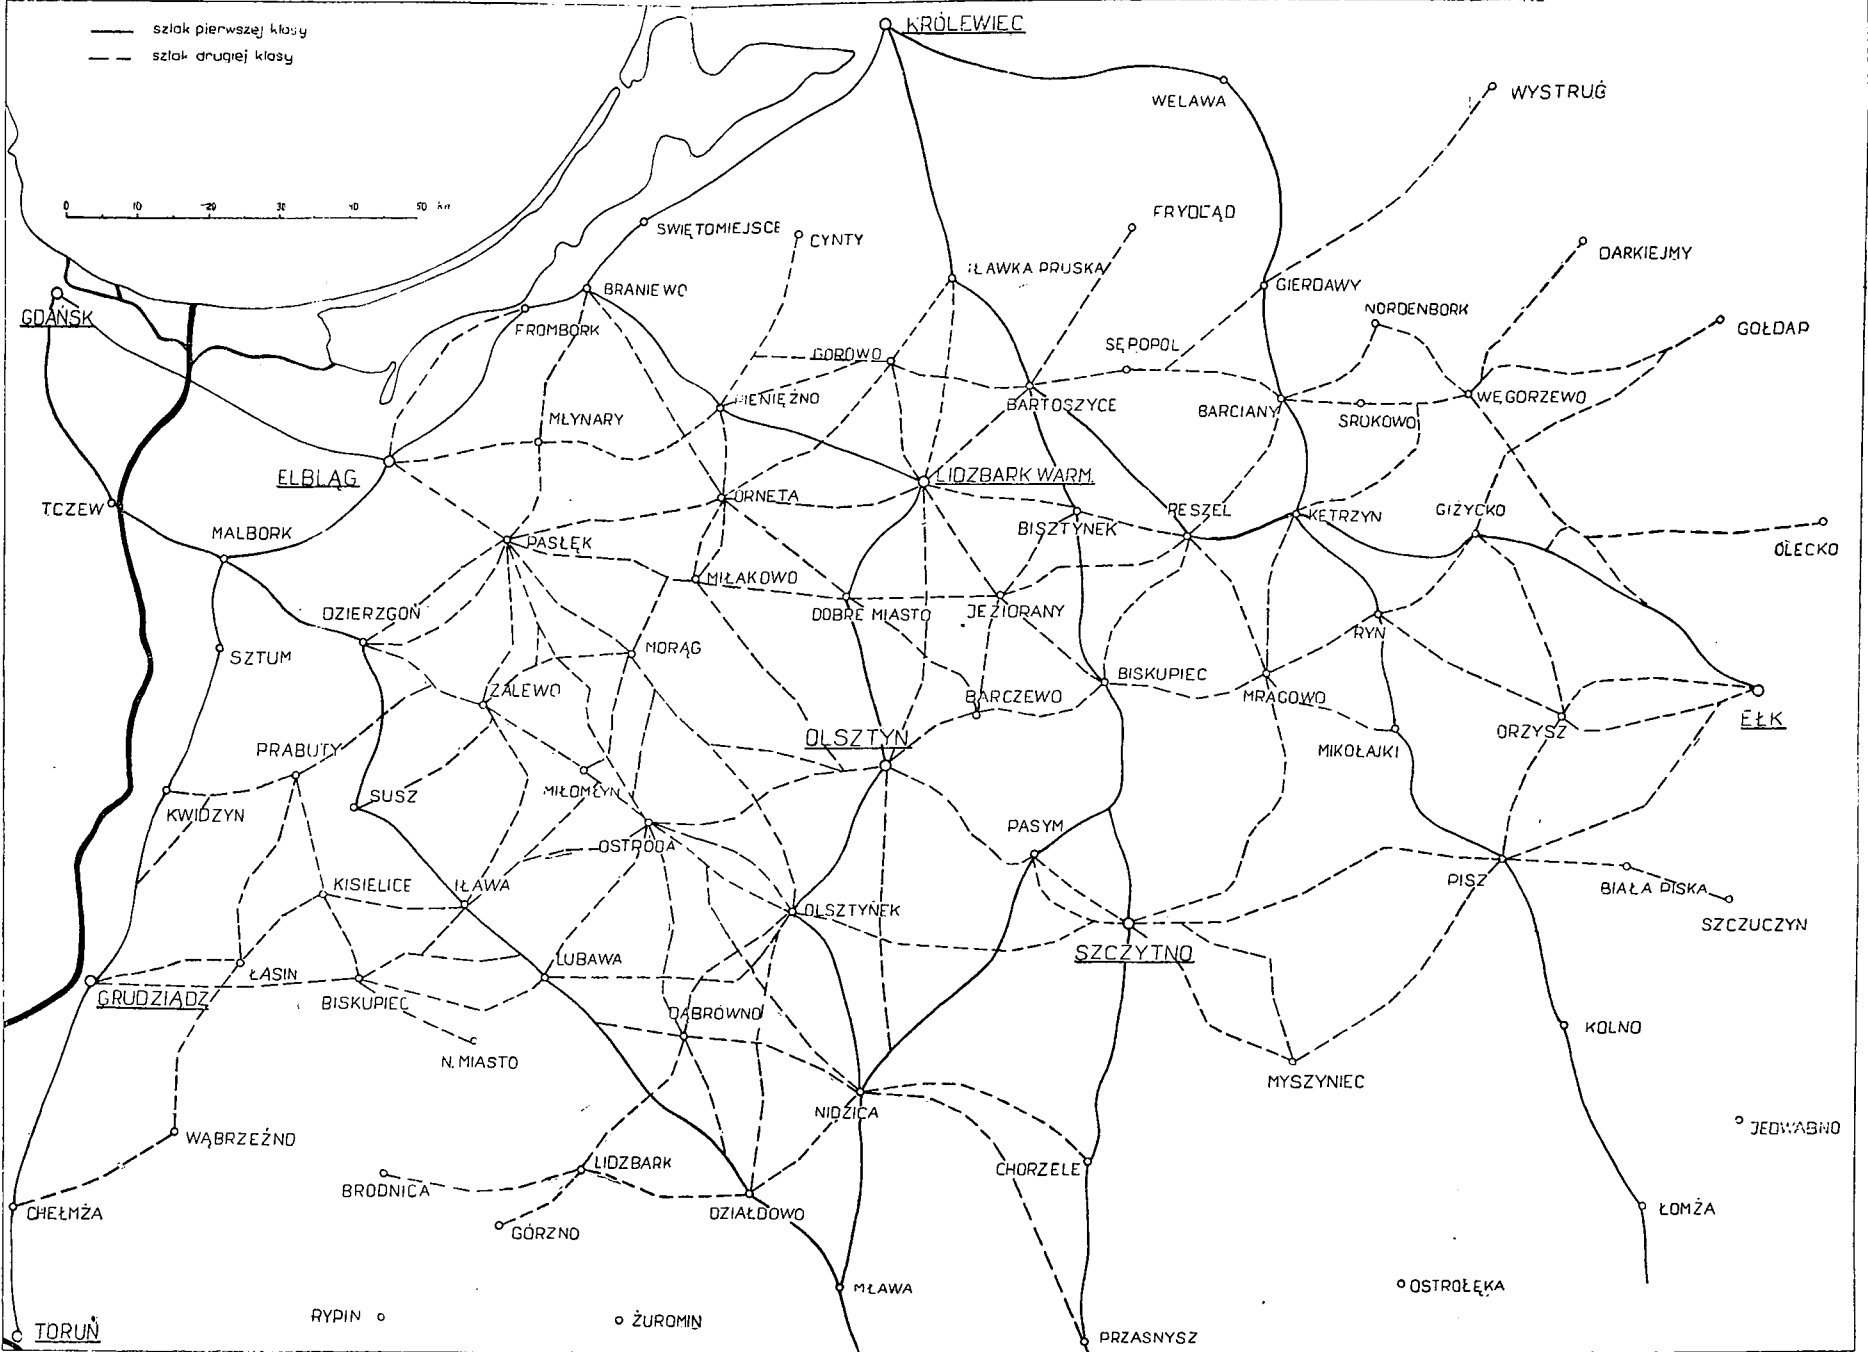 szlak pierwszej klasy
szlak drugiej klasy
0 10 20 30 40 50 km
KRÓLEWIEC
WELAWA
WYSTRUĆ
FRYDLĄD
ŚWIĘTOMIEJSCE
CYNTY
DARKIEJMY
IŁAWKA PRUSKA
GIERDAWY
BRANIEWO
GDAŃSK
FROMBORK
NORDENBORK
GOŁDAP
SĘPOPOL
GÓROWO
PIENIĘŻNO
BARTOSZYCE
BARCIANY
WĘGORZEWO
SROKOWO
MŁYNARY
ELBLĄG
LIDZBARK WARM.
ORNETA
TCZEW
RESZEL
KĘTRZYN
GIŻYCKO
MALBORK
BISZTYNEK
PASŁĘK
OLECKO
MIŁAKOWO
DZIERZGOŃ
DOBRE MIASTO
JEZIORANY
RYN
MORĄG
SZTUM
BISKUPIEC
ZALEWO
BARCZEWO
MRĄGOWO
EŁK
ORZYSZ
OLSZTYN
PRABUTY
MIKOŁAJKI
MIŁOMŁYN
SUSZ
KWIDZYN
PASYM
OSTRÓDA
PISZ
KISIELICE
IŁAWA
BIAŁA PISKA
OLSZTYNEK
SZCZUCZYN
SZCZYTNO
LUBAWA
ŁASIN
GRUDZIĄDZ
BISKUPIEC
DĄBRÓWNO
KOLNO
N. MIASTO
MYSZYNIEC
NIDZICA
JEDWABNO
WĄBRZEŹNO
LIDZBARK
CHORZELE
BRODNICA
CHEŁMŻA
DZIAŁDOWO
ŁOMŻA
GÓRZNO
MŁAWA
OSTROŁĘKA
RYPIN
ŻUROMIN
TORUŃ
PRZASNYSZ